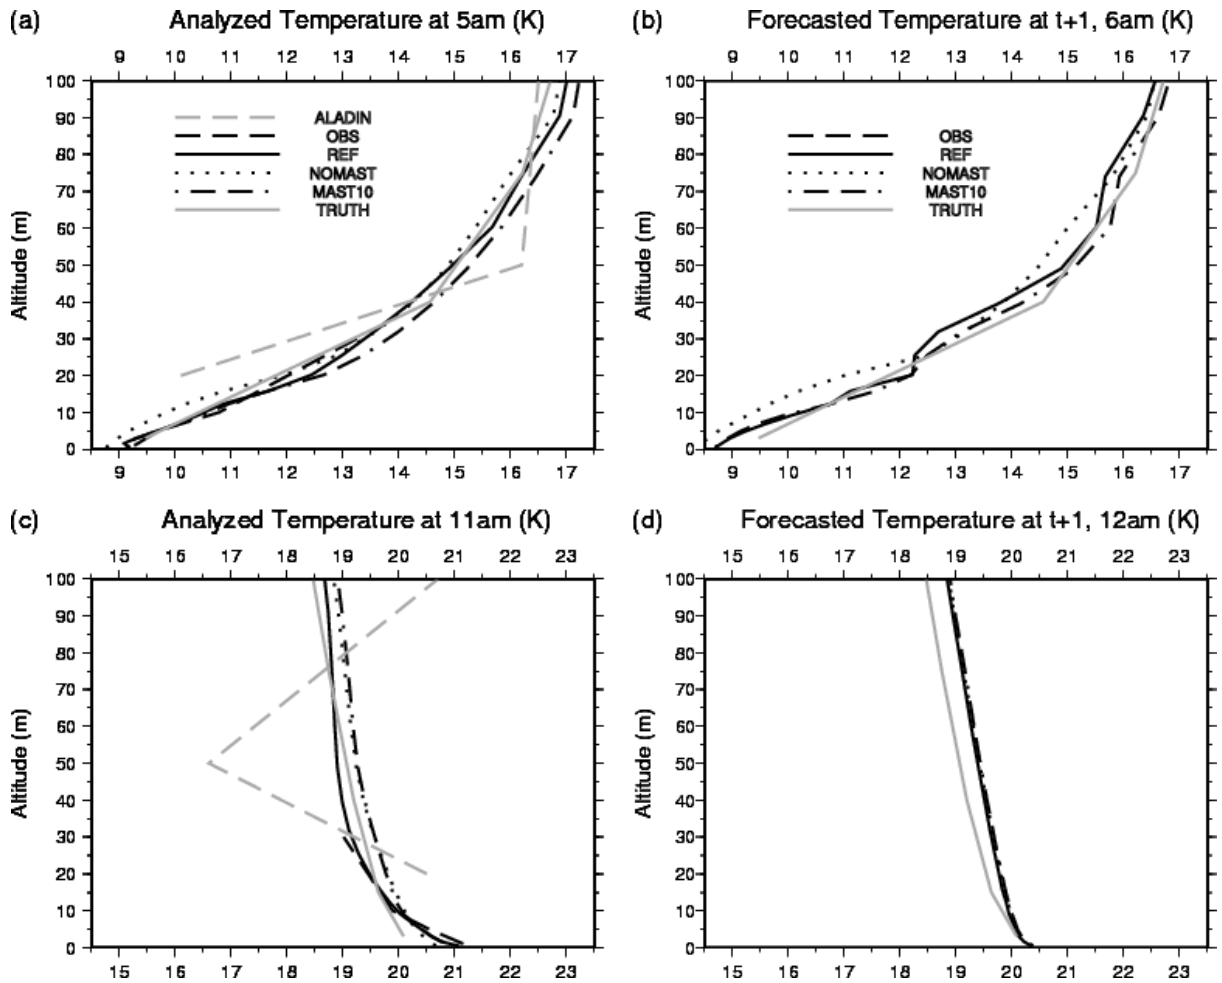 (a) Analyzed Temperature at 5am (K)
9 10 11 12 13 14 15 16 17
100
90
80
70
60
50
40
30
20
10
0
Altitude (m)
ALADIN
OBS
REF
NOMAST
MAST10
TRUTH
9 10 11 12 13 14 15 16 17
(b) Forecasted Temperature at t+1, 6am (K)
9 10 11 12 13 14 15 16 17
100
90
80
70
60
50
40
30
20
10
0
Altitude (m)
OBS
REF
NOMAST
MAST10
TRUTH
9 10 11 12 13 14 15 16 17
(c) Analyzed Temperature at 11am (K)
15 16 17 18 19 20 21 22 23
100
90
80
70
60
50
40
30
20
10
0
Altitude (m)
15 16 17 18 19 20 21 22 23
(d) Forecasted Temperature at t+1, 12am (K)
15 16 17 18 19 20 21 22 23
100
90
80
70
60
50
40
30
20
10
0
Altitude (m)
15 16 17 18 19 20 21 22 23